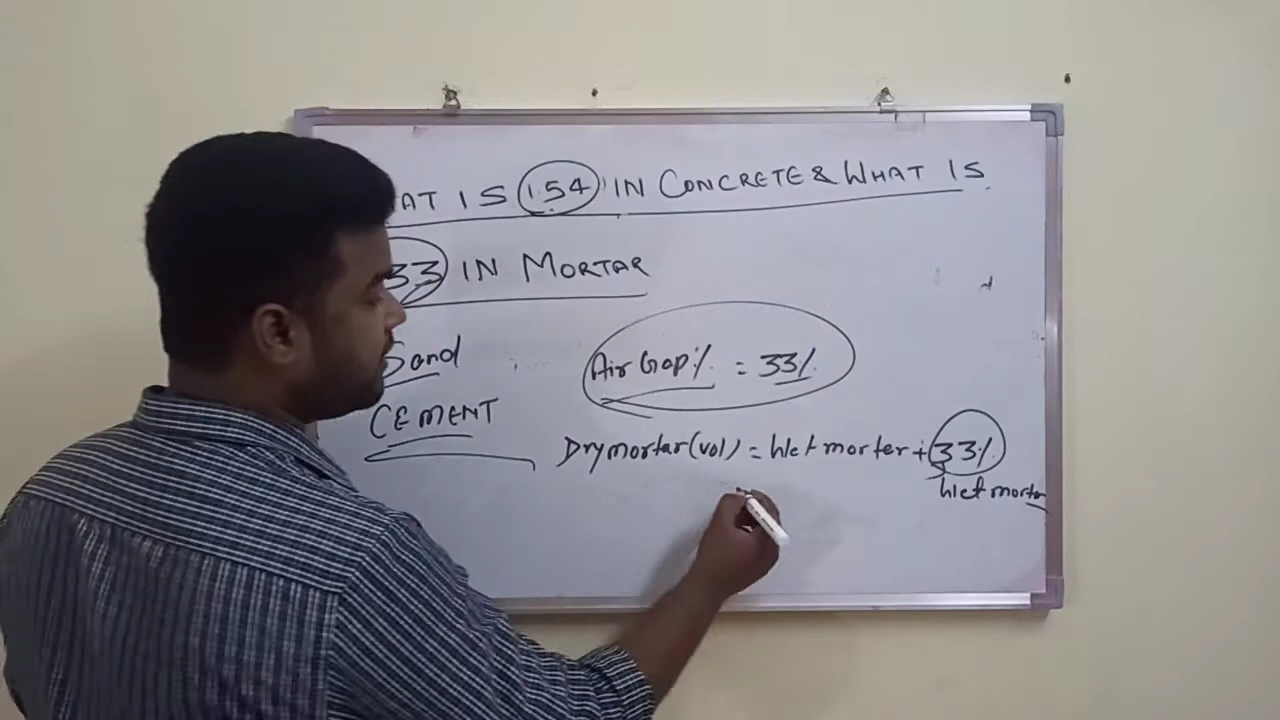 AT IS 1.54 IN CONCRETE & WHAT IS
33 IN MORTAR
Sand
CEMENT
Air Gap% = 33%
Dry mortar (vol) = Wet morter + 33%
Wet mortar